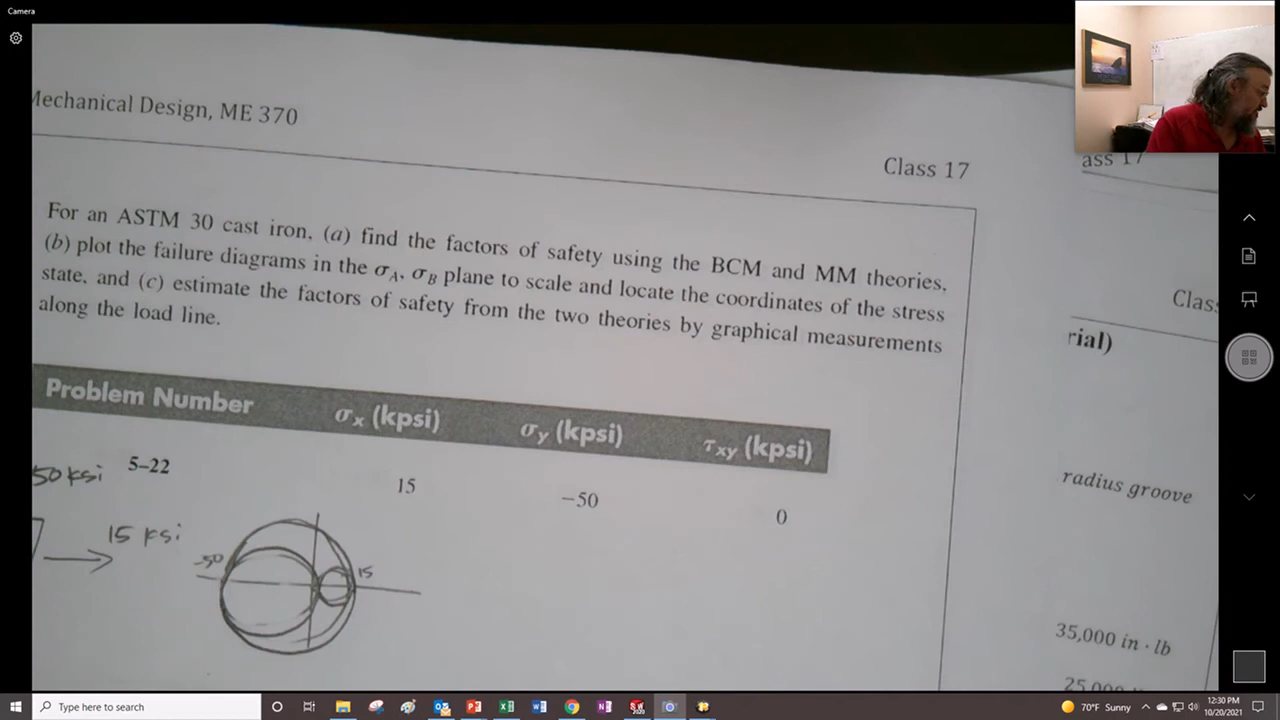 Camera
Mechanical Design, ME 370
Class 17
ass 17
For an ASTM 30 cast iron, (a) find the factors of safety using the BCM and MM theories,
(b) plot the failure diagrams in the σA, σB plane to scale and locate the coordinates of the stress
state, and (c) estimate the factors of safety from the two theories by graphical measurements
along the load line.
Class
rial)
Problem Number σx (kpsi) σy (kpsi) τxy (kpsi)
5–22 15 −50 0
50 ksi
15 ksi
-50
15
radius groove
35,000 in · lb
25,000
Type here to search
70°F Sunny
12:30 PM
10/20/2021